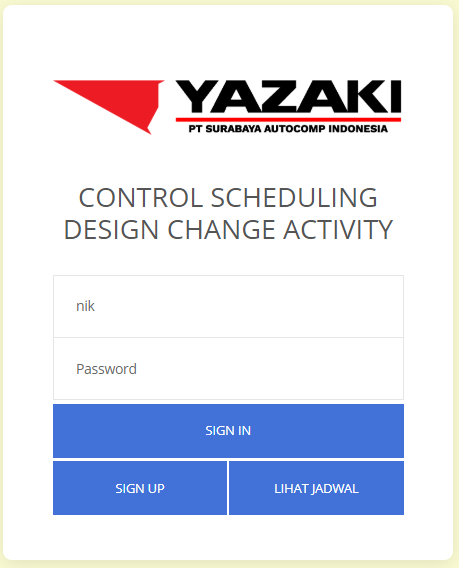 YAZAKI
PT SURABAYA AUTOCOMP INDONESIA
CONTROL SCHEDULING
DESIGN CHANGE ACTIVITY
nik
Password
SIGN IN
SIGN UP
LIHAT JADWAL